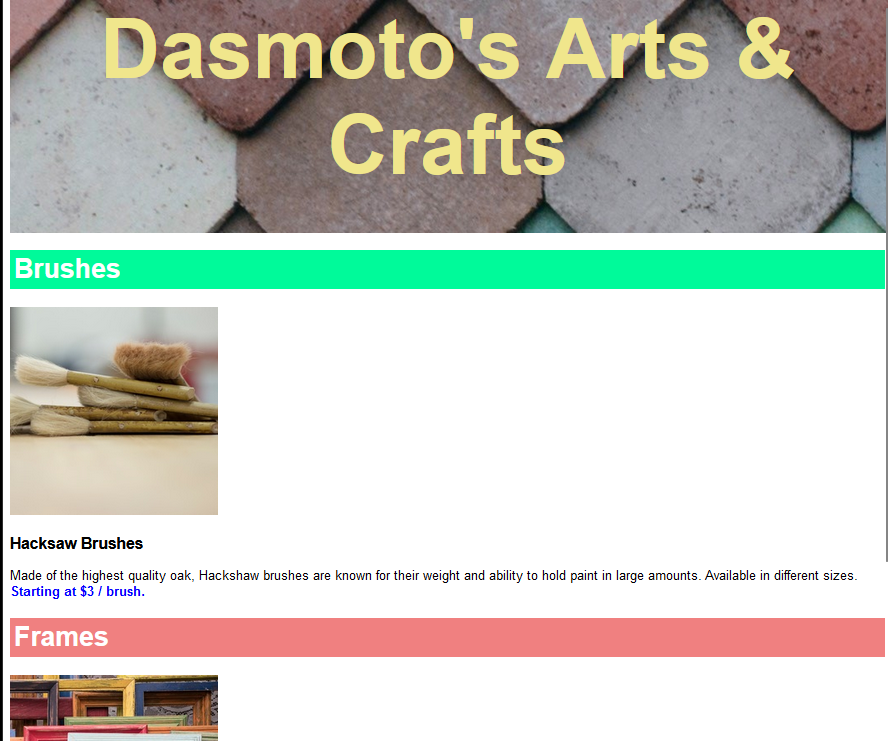 Dasmoto's Arts &
Crafts
Brushes
Hacksaw Brushes
Made of the highest quality oak, Hackshaw brushes are known for their weight and ability to hold paint in large amounts. Available in different sizes.
Starting at $3 / brush.
Frames